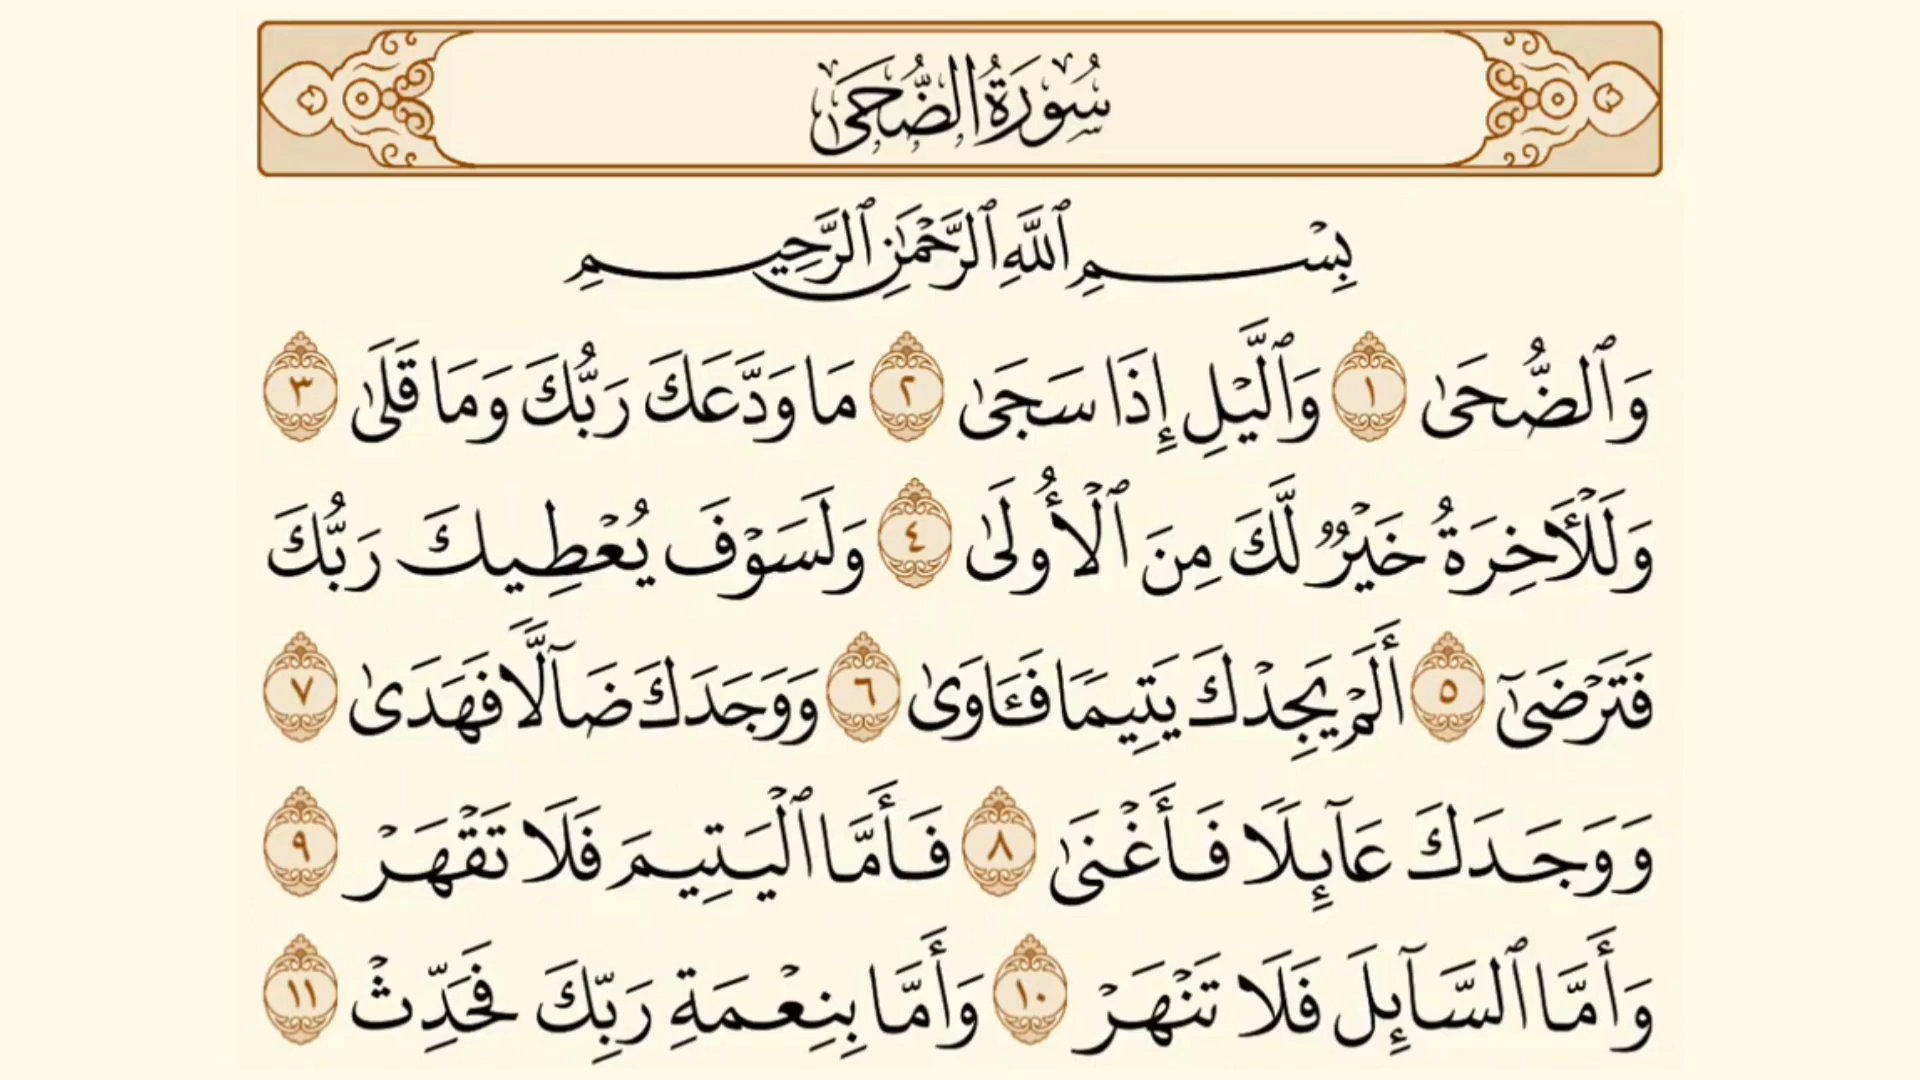 سُورَةُ الضُّحَىٰ
بِسْمِ ٱللَّهِ ٱلرَّحْمَٰنِ ٱلرَّحِيمِ
وَٱلضُّحَىٰ ١ وَٱلَّيْلِ إِذَا سَجَىٰ ٢ مَا وَدَّعَكَ رَبُّكَ وَمَا قَلَىٰ ٣
وَلَلْأَخِرَةُ خَيْرٌ لَّكَ مِنَ ٱلْأُولَىٰ ٤ وَلَسَوْفَ يُعْطِيكَ رَبُّكَ
فَتَرْضَىٰٓ ٥ أَلَمْ يَجِدْكَ يَتِيمًا فَـَٔاوَىٰ ٦ وَوَجَدَكَ ضَآلًّا فَهَدَىٰ ٧
وَوَجَدَكَ عَآئِلًا فَأَغْنَىٰ ٨ فَأَمَّا ٱلْيَتِيمَ فَلَا تَقْهَرْ ٩
وَأَمَّا ٱلسَّآئِلَ فَلَا تَنْهَرْ ١٠ وَأَمَّا بِنِعْمَةِ رَبِّكَ فَحَدِّثْ ١١